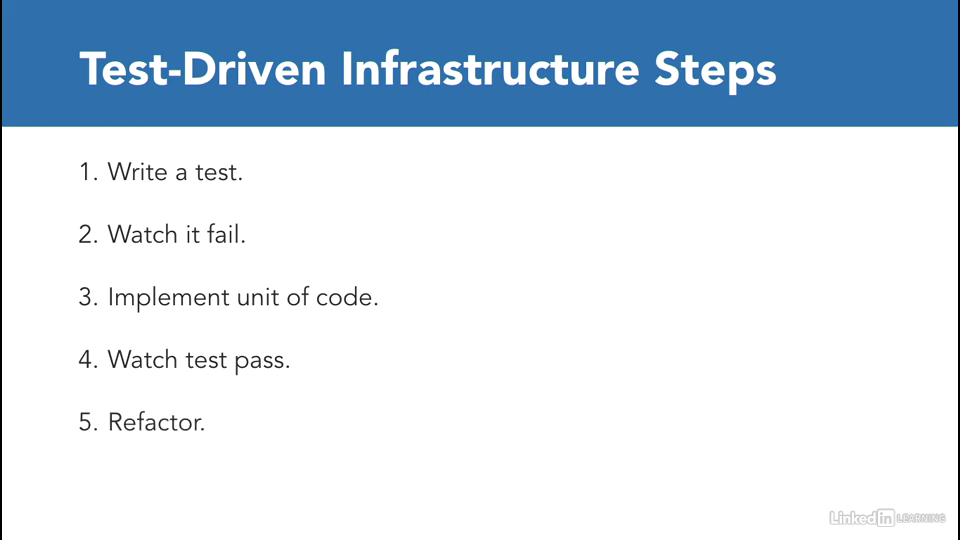 Test-Driven Infrastructure Steps
1. Write a test.
2. Watch it fail.
3. Implement unit of code.
4. Watch test pass.
5. Refactor.
Linked in LEARNING